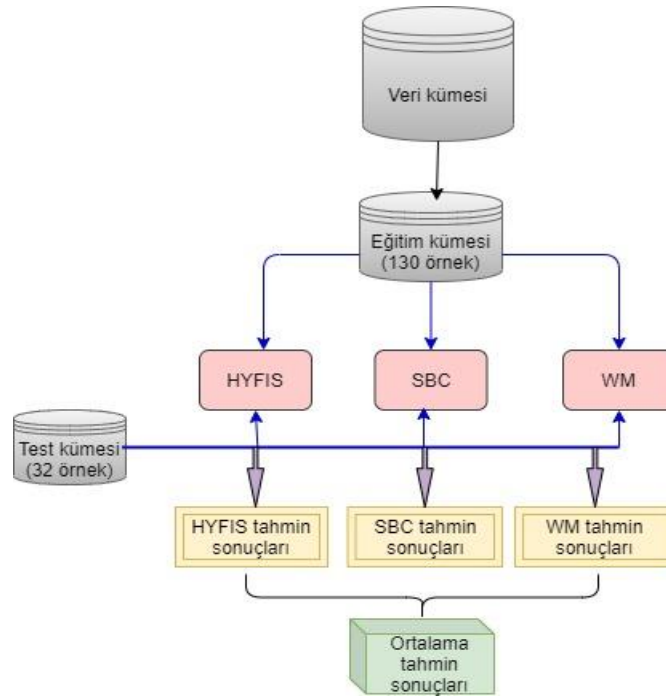 Veri kümesi
Eğitim kümesi
(130 örnek)
HYFIS
SBC
WM
Test kümesi
(32 örnek)
HYFIS tahmin
sonuçları
SBC tahmin
sonuçları
WM tahmin
sonuçları
Ortalama
tahmin
sonuçları